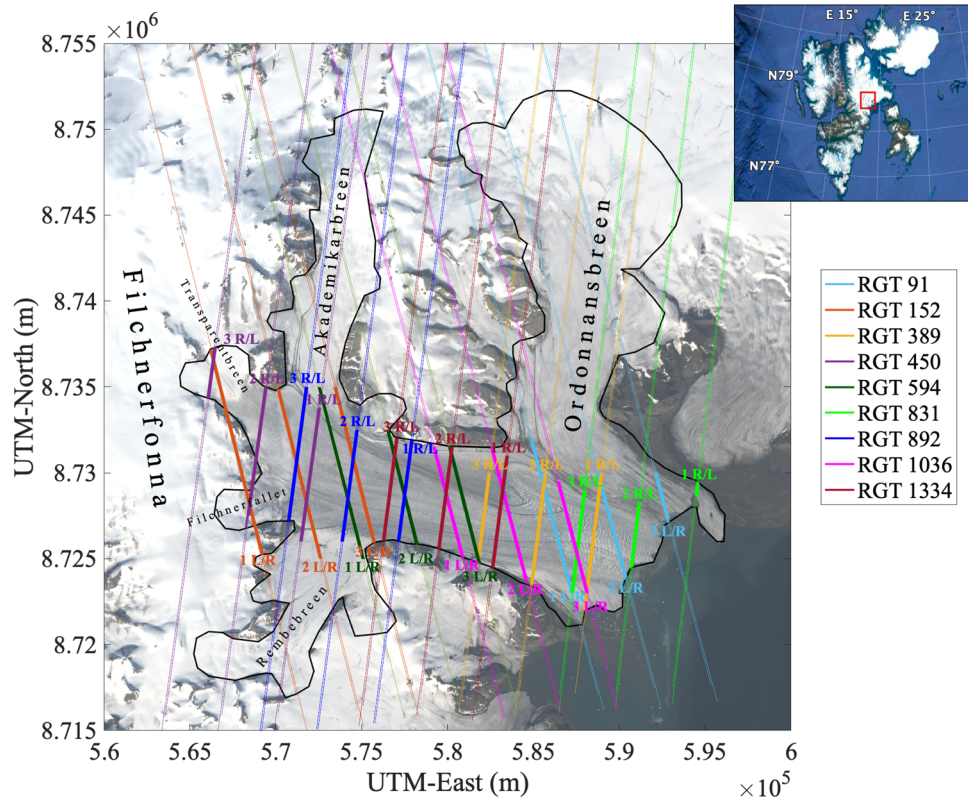 ×10⁶
8.755
8.75
8.745
8.74
8.735
8.73
8.725
8.72
8.715
UTM-North (m)
5.6
5.65
5.7
5.75
5.8
5.85
5.9
5.95
6
UTM-East (m)
×10⁵
E 15°
E 25°
N79°
N77°
Filchnerfonna
Transparentbreen
Akademikarbreen
Ordonnansbreen
Filchnerfallet
Rembebreen
3 R/L
2 R/L
3 R/L
1 R/L
2 R/L
3 R/L
1 R/L
2 R/L
1 R/L
3 R/L
2 R/L
1 R/L
1 R/L
2 R/L
1 R/L
1 L/R
2 L/R
3 L/R
1 L/R
2 L/R
3 L/R
1 L/R
2 L/R
3 L/R
1 L/R
2 L/R
3 L/R
RGT 91
RGT 152
RGT 389
RGT 450
RGT 594
RGT 831
RGT 892
RGT 1036
RGT 1334